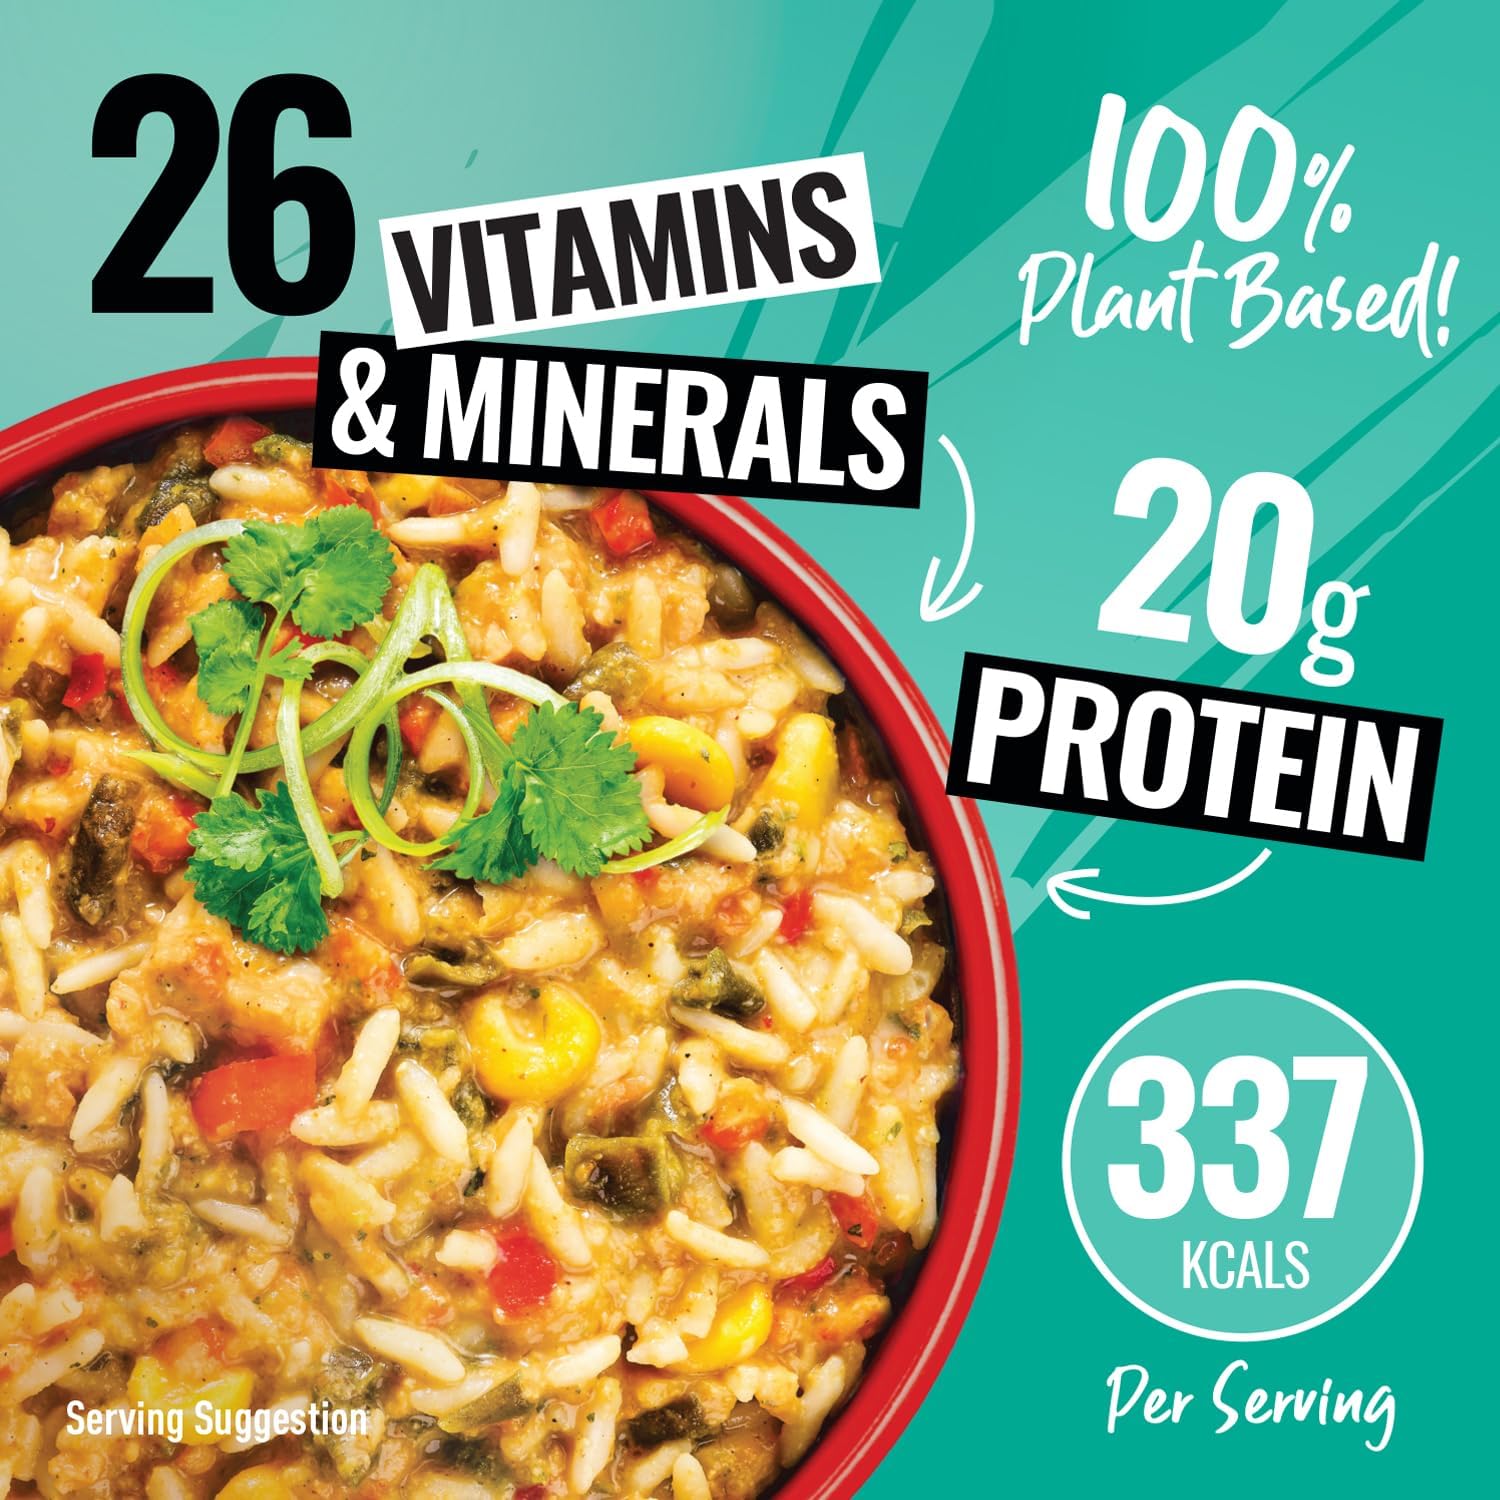 26
VITAMINS
& MINERALS
100%
Plant Based!
20g
PROTEIN
337
KCALS
Per Serving
Serving Suggestion